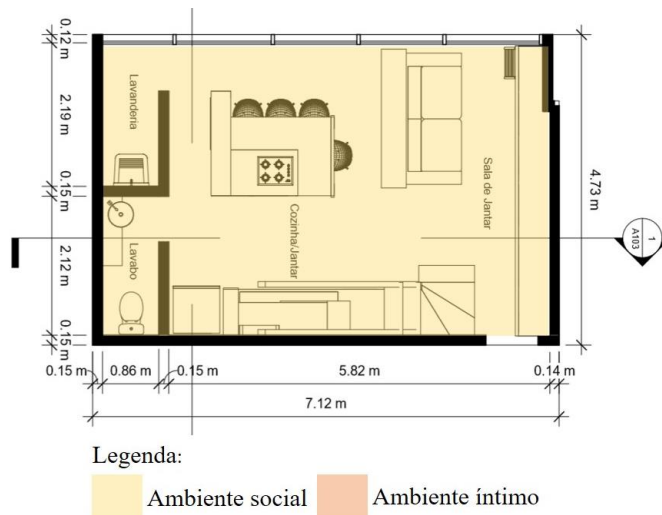 0.12 m
2.19 m
0.15 m
2.12 m
0.15 m
Lavanderia
Lavabo
Cozinha/Jantar
Sala de Jantar
4.73 m
1
A103
0.15 m
0.86 m
0.15 m
5.82 m
0.14 m
7.12 m
Legenda:
Ambiente social
Ambiente íntimo